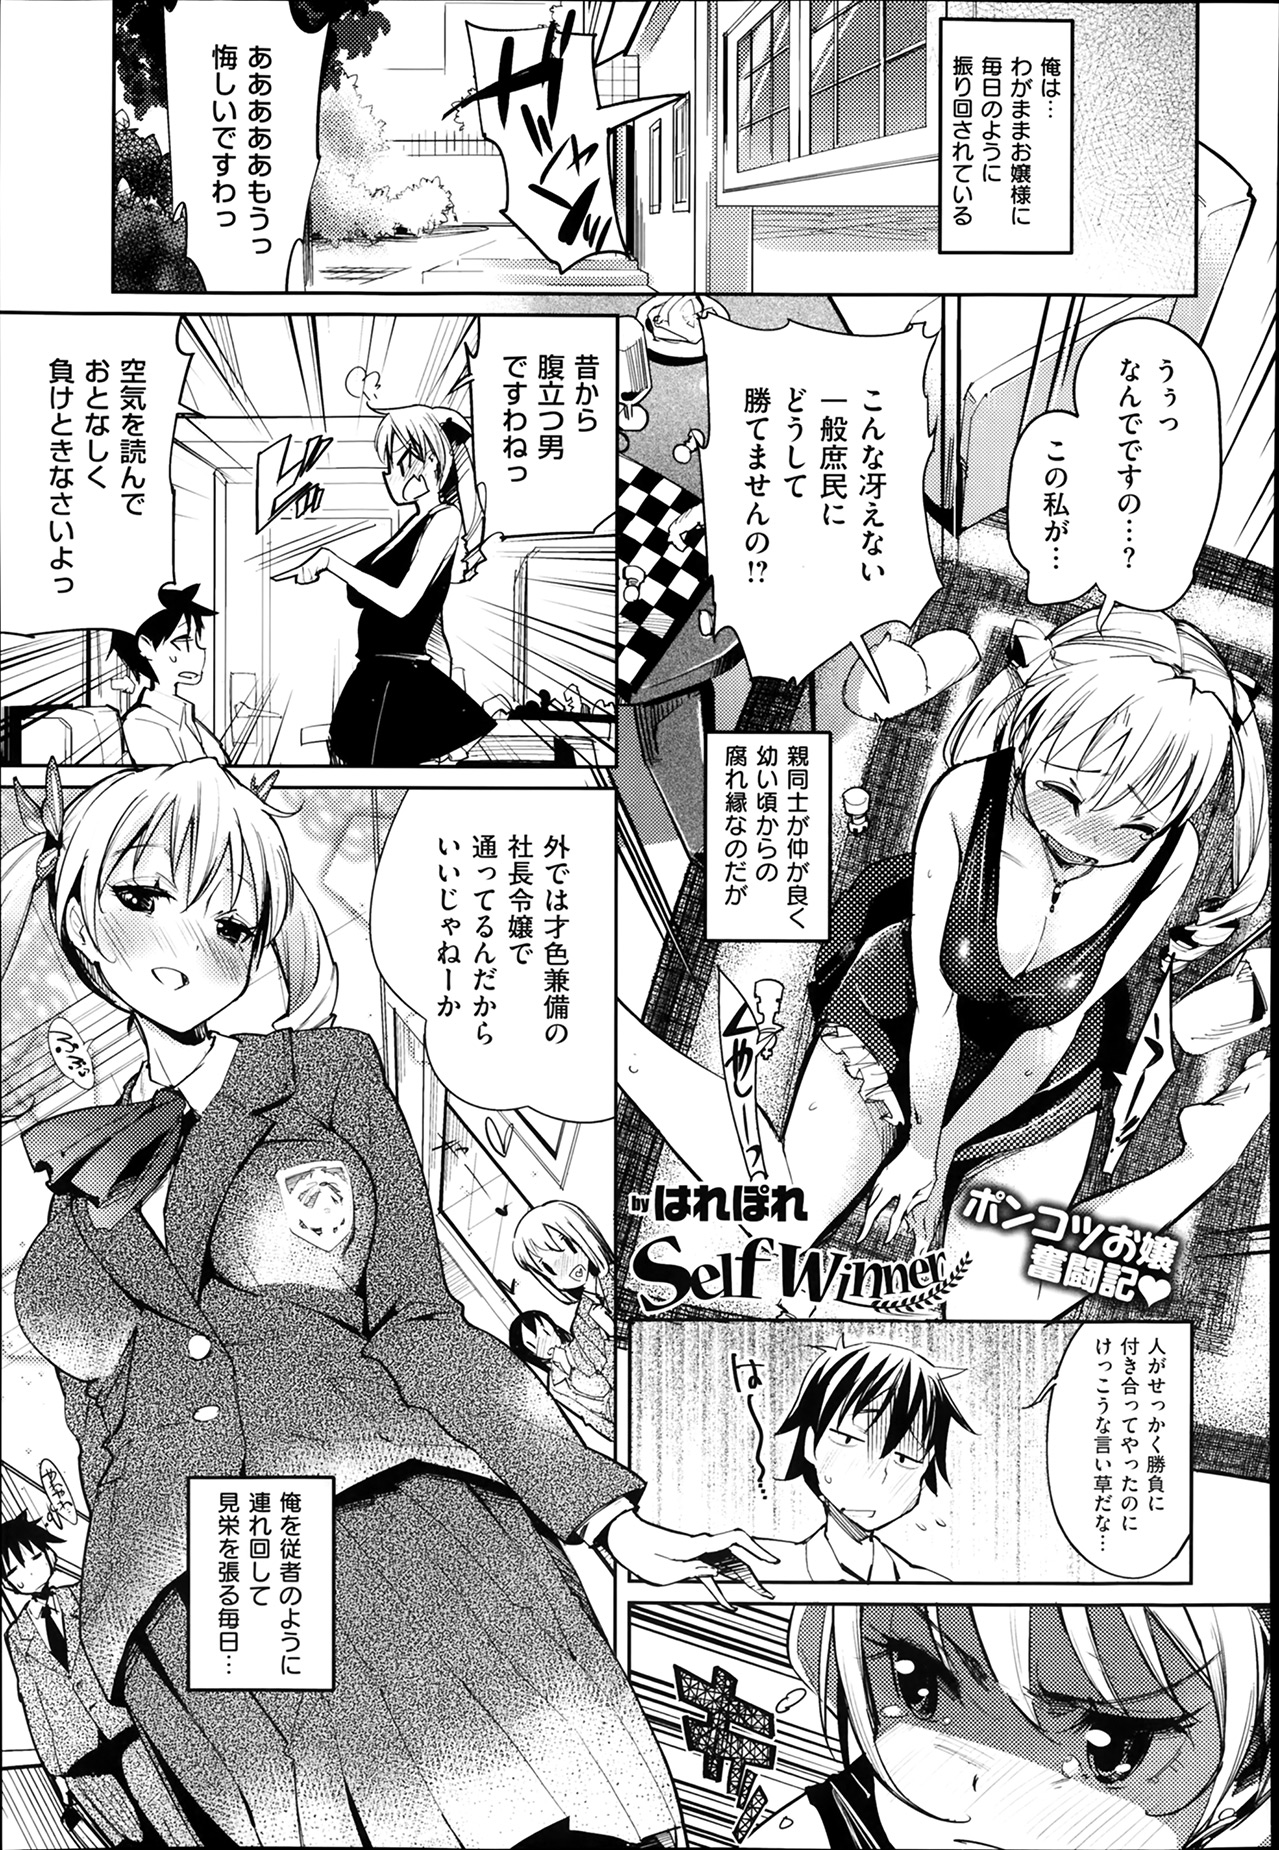 俺は…
わがままお嬢様に
毎日のように
振り回されている
ああああもうっ
悔しいですわっ
うぅっ
なんでですの…?
この私が…
こんな冴えない
一般庶民に
どうして
勝てませんの!?
親同士が仲が良く
幼い頃からの
腐れ縁なのだが
くやしーっ
by はれぽれ
Self Winner
ポンコツお嬢
奮闘記♥
昔から
腹立つ男
ですわねっ
空気を読んで
おとなしく
負けときなさいよっ
人がせっかく勝負に
付き合ってやったのに
けっこうな言い草だな…
は〜…
キッ
外では才色兼備の
社長令嬢で
通ってるんだから
いいじゃねーか
俺を従者のように
連れ回して
見栄を張る毎日…